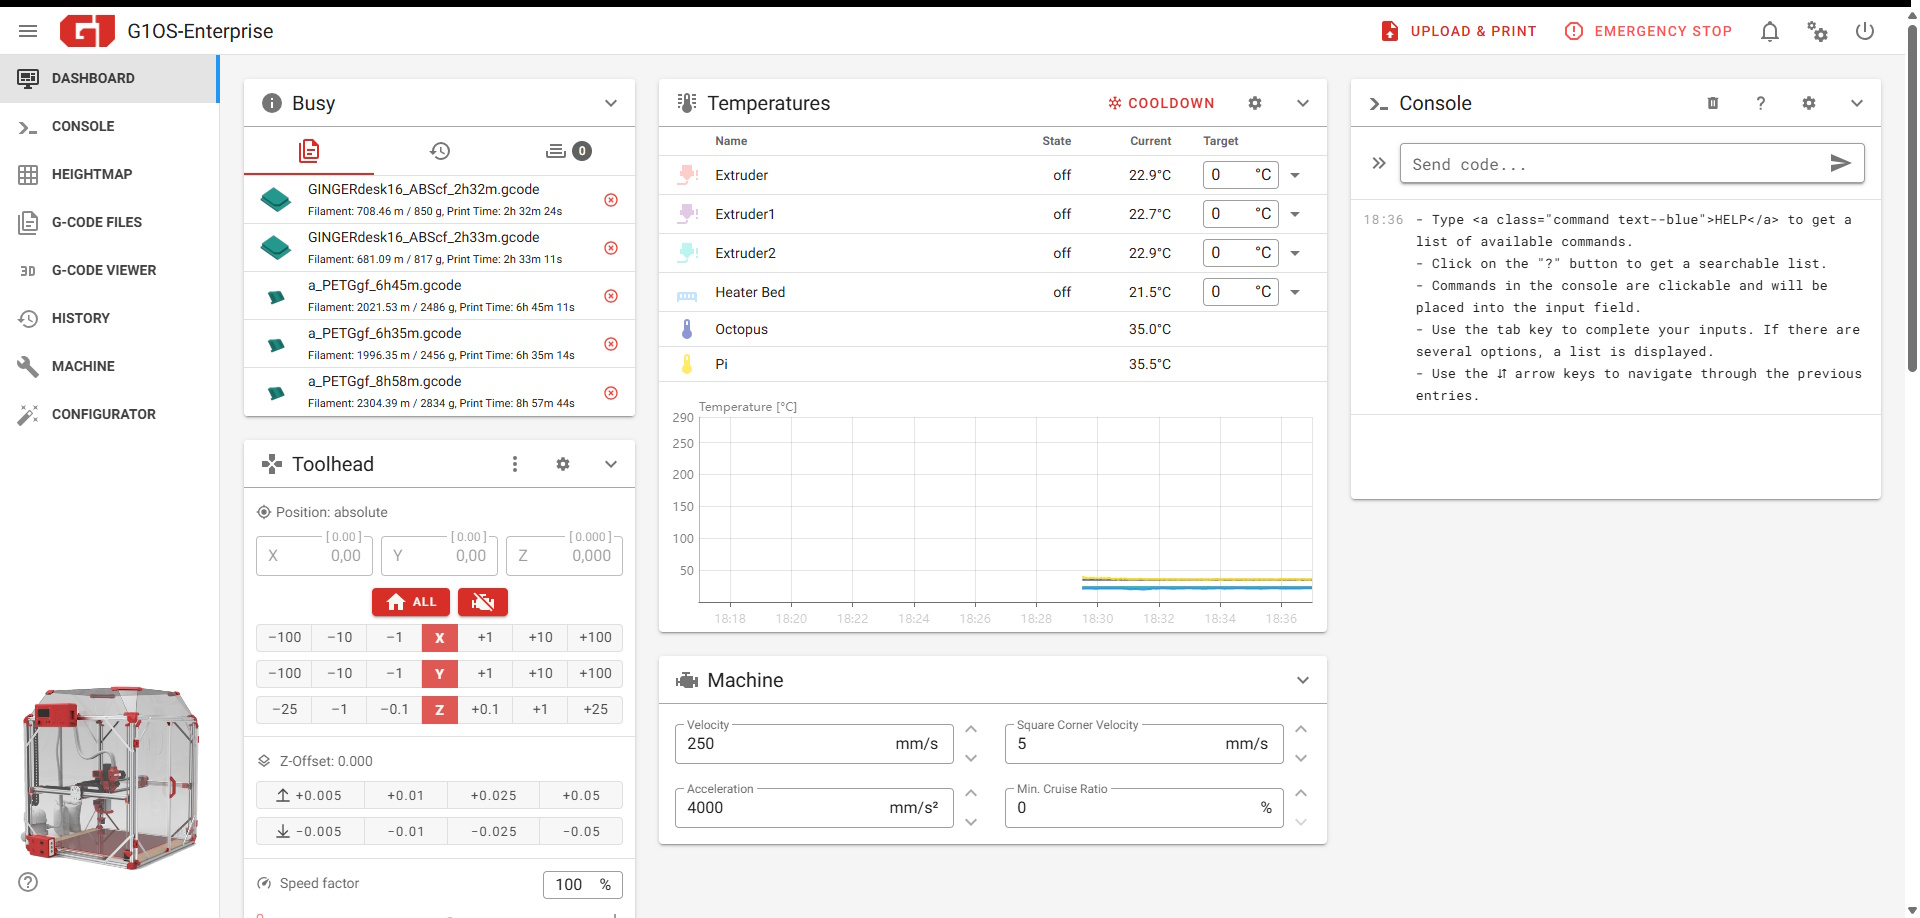 G1OS-Enterprise
UPLOAD & PRINT
EMERGENCY STOP
DASHBOARD
CONSOLE
HEIGHTMAP
G-CODE FILES
3D G-CODE VIEWER
HISTORY
MACHINE
CONFIGURATOR
Busy
0
GINGERdesk16_ABScf_2h32m.gcode
Filament: 708.46 m / 850 g, Print Time: 2h 32m 24s
GINGERdesk16_ABScf_2h33m.gcode
Filament: 681.09 m / 817 g, Print Time: 2h 33m 11s
a_PETGgf_6h45m.gcode
Filament: 2021.53 m / 2486 g, Print Time: 6h 45m 11s
a_PETGgf_6h35m.gcode
Filament: 1996.35 m / 2456 g, Print Time: 6h 35m 14s
a_PETGgf_8h58m.gcode
Filament: 2304.39 m / 2834 g, Print Time: 8h 57m 44s
Toolhead
Position: absolute
[ 0.00 ] [ 0.00 ] [ 0.000 ]
X 0,00 Y 0,00 Z 0,000
ALL
−100 −10 −1 X +1 +10 +100
−100 −10 −1 Y +1 +10 +100
−25 −1 −0.1 Z +0.1 +1 +25
Z-Offset: 0.000
+0.005 +0.01 +0.025 +0.05
−0.005 −0.01 −0.025 −0.05
Speed factor 100 %
Temperatures
COOLDOWN
Name State Current Target
Extruder off 22.9°C 0 °C
Extruder1 off 22.7°C 0 °C
Extruder2 off 22.9°C 0 °C
Heater Bed off 21.5°C 0 °C
Octopus 35.0°C
Pi 35.5°C
Temperature [°C]
290
250
200
150
100
50
18:18 18:20 18:22 18:24 18:26 18:28 18:30 18:32 18:34 18:36
Machine
Velocity
250 mm/s
Square Corner Velocity
5 mm/s
Acceleration
4000 mm/s²
Min. Cruise Ratio
0 %
Console
?
Send code...
18:36 - Type <a class="command text--blue">HELP</a> to get a
list of available commands.
- Click on the "?" button to get a searchable list.
- Commands in the console are clickable and will be
placed into the input field.
- Use the tab key to complete your inputs. If there are
several options, a list is displayed.
- Use the ⇵ arrow keys to navigate through the previous
entries.